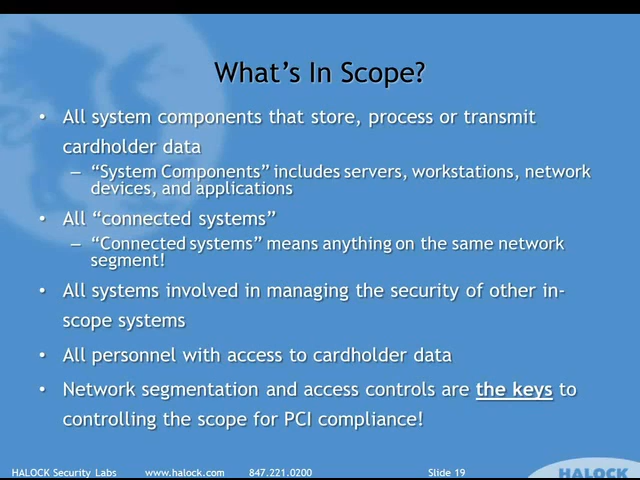 What's In Scope?
• All system components that store, process or transmit
cardholder data
– “System Components” includes servers, workstations, network
devices, and applications
• All “connected systems”
– “Connected systems” means anything on the same network
segment!
• All systems involved in managing the security of other in-
scope systems
• All personnel with access to cardholder data
• Network segmentation and access controls are the keys to
controlling the scope for PCI compliance!
HALOCK Security Labs www.halock.com 847.221.0200 Slide 19
HALOCK